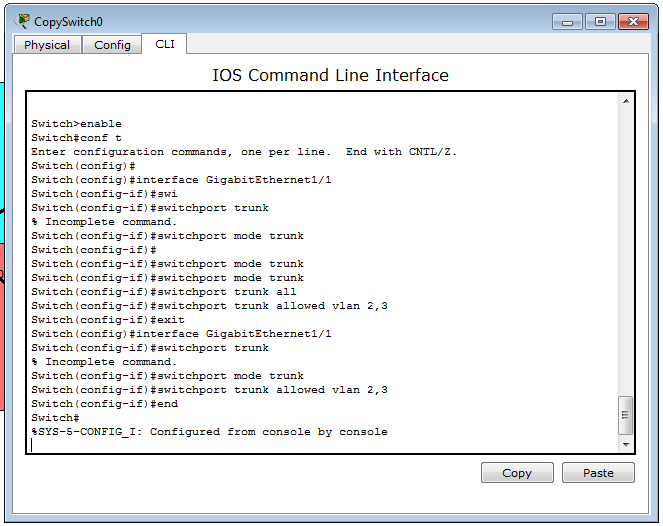 CopySwitch0
Physical Config CLI
IOS Command Line Interface
Switch>enable
Switch#conf t
Enter configuration commands, one per line.  End with CNTL/Z.
Switch(config)#
Switch(config)#interface GigabitEthernet1/1
Switch(config-if)#swi
Switch(config-if)#switchport trunk
% Incomplete command.
Switch(config-if)#switchport mode trunk
Switch(config-if)#
Switch(config-if)#switchport mode trunk
Switch(config-if)#switchport mode trunk
Switch(config-if)#switchport trunk all
Switch(config-if)#switchport trunk allowed vlan 2,3
Switch(config-if)#exit
Switch(config)#interface GigabitEthernet1/1
Switch(config-if)#switchport trunk
% Incomplete command.
Switch(config-if)#switchport mode trunk
Switch(config-if)#switchport trunk allowed vlan 2,3
Switch(config-if)#end
Switch#
%SYS-5-CONFIG_I: Configured from console by console
Copy Paste